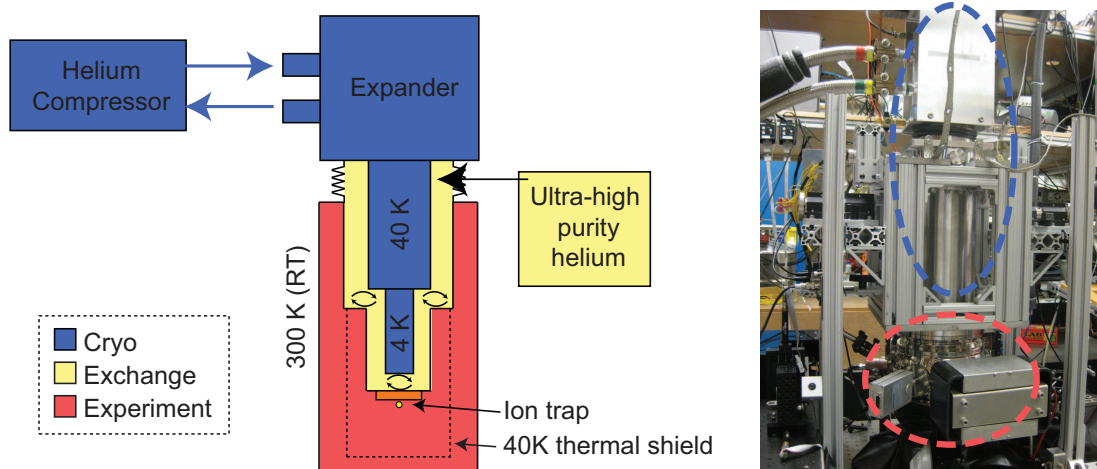 Helium
Compressor
Expander
Ultra-high
purity
helium
40 K
4 K
300 K (RT)
Cryo
Exchange
Experiment
Ion trap
40K thermal shield